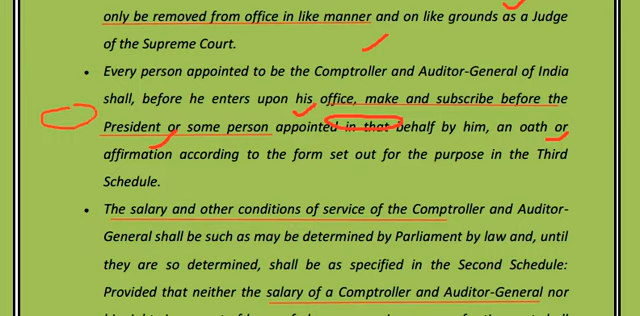 only be removed from office in like manner and on like grounds as a Judge
of the Supreme Court.
• Every person appointed to be the Comptroller and Auditor-General of India
shall, before he enters upon his office, make and subscribe before the
President or some person appointed in that behalf by him, an oath or
affirmation according to the form set out for the purpose in the Third
Schedule.
• The salary and other conditions of service of the Comptroller and Auditor-
General shall be such as may be determined by Parliament by law and, until
they are so determined, shall be as specified in the Second Schedule:
Provided that neither the salary of a Comptroller and Auditor-General nor